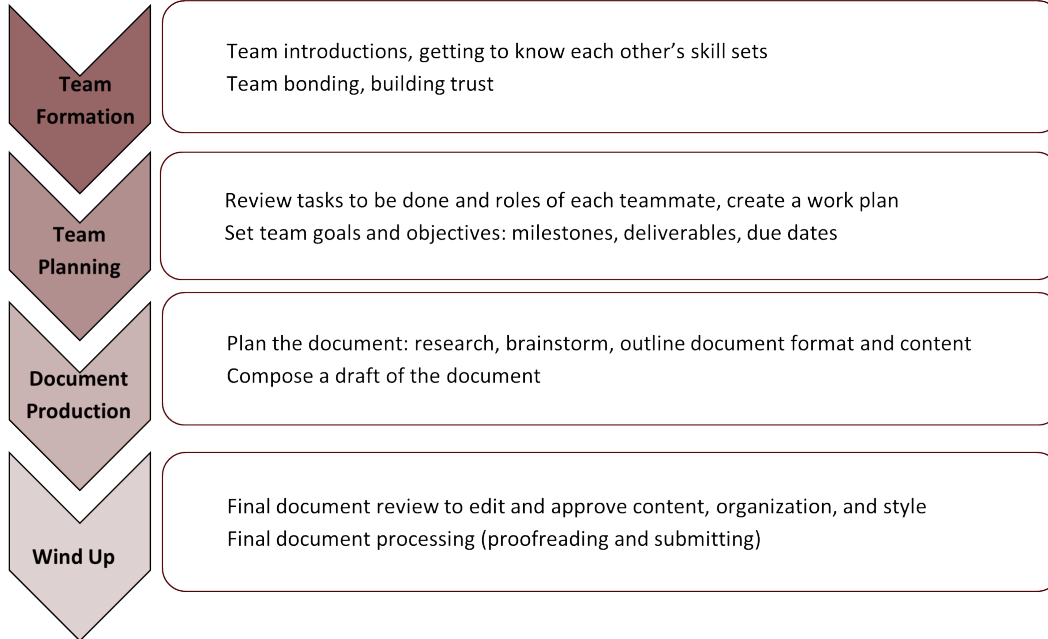 Team
Formation
Team introductions, getting to know each other’s skill sets
Team bonding, building trust
Team
Planning
Review tasks to be done and roles of each teammate, create a work plan
Set team goals and objectives: milestones, deliverables, due dates
Document
Production
Plan the document: research, brainstorm, outline document format and content
Compose a draft of the document
Wind Up
Final document review to edit and approve content, organization, and style
Final document processing (proofreading and submitting)